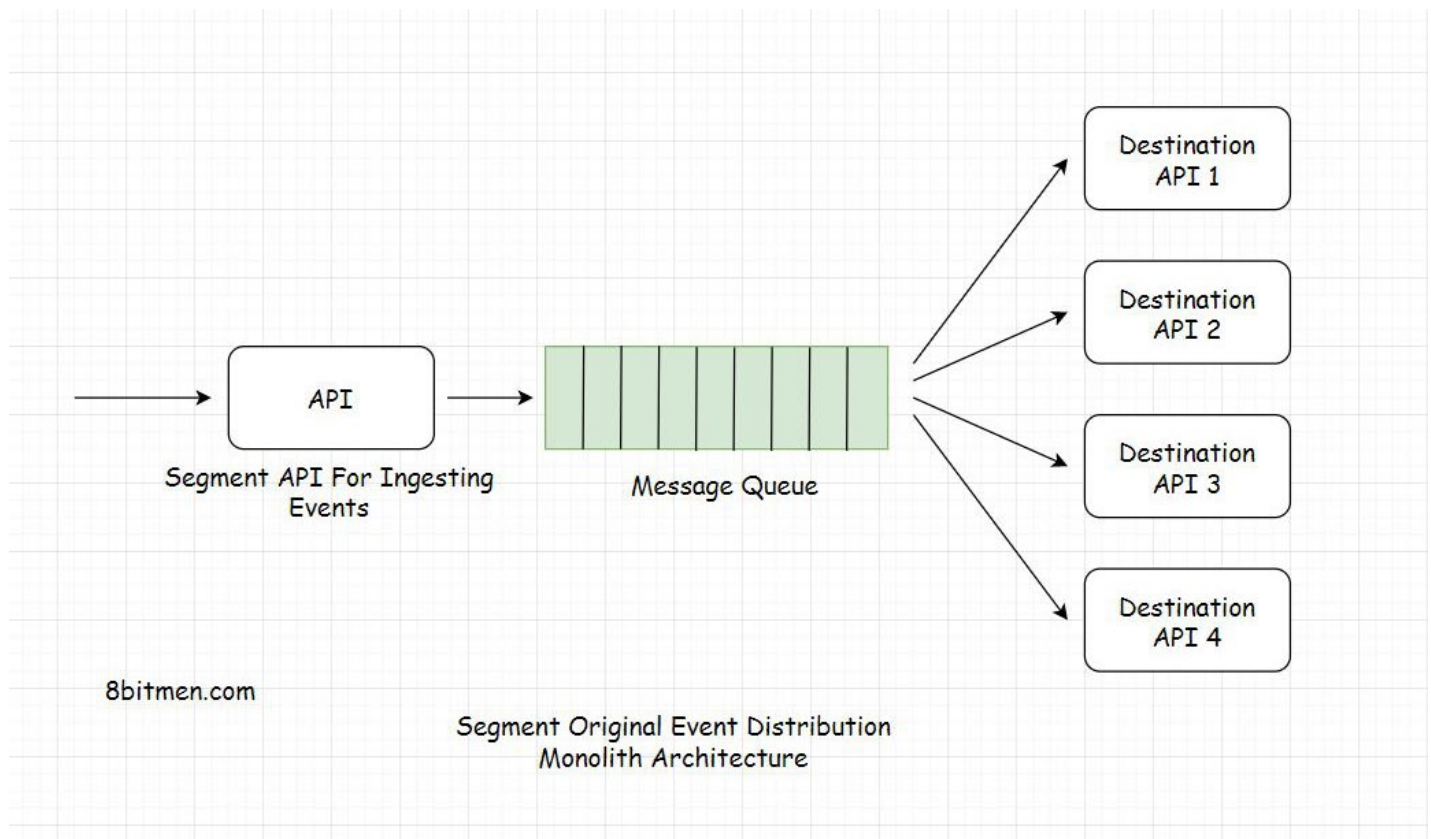 API
Segment API For Ingesting
Events
Message Queue
Destination
API 1
Destination
API 2
Destination
API 3
Destination
API 4
8bitmen.com
Segment Original Event Distribution
Monolith Architecture